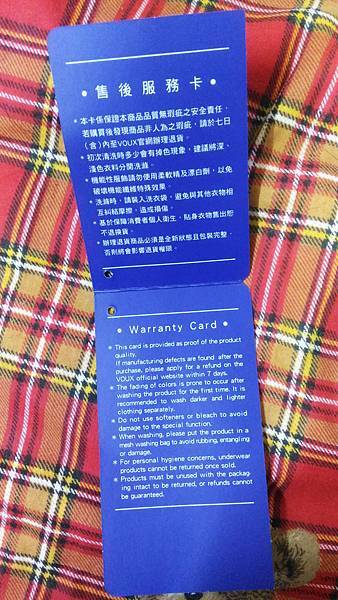 • 售後服務卡 •
* 本卡係保證本商品品質無瑕疵之安全責任,
若購買後發現商品非人為之瑕疵,請於七日
(含)內至VOUX官網辦理退貨。
* 初次清洗時多少會有掉色現象,建議將深、
淺色衣料分開洗滌。
* 機能性服飾請勿使用柔軟精及漂白劑,以免
破壞機能纖維特殊效果。
* 洗滌時,請裝入洗衣袋,避免與其他衣物相
互糾結摩擦,造成損傷。
* 基於保障消費者個人衛生,貼身衣物售出恕
不退換貨。
* 辦理退貨商品必須是全新狀態且包裝完整,
否則將會影響退貨權限。
• Warranty Card •
* This card is provided as proof of the product
quality.
If manufacturing defects are found after the
purchase, please apply for a refund on the
VOUX official website within 7 days.
* The fading of colors is prone to occur after
washing the product for the first time. It is
recommended to wash darker and lighter
clothing separately.
* Do not use softeners or bleach to avoid
damage to the special function.
* When washing, please put the product in a
mesh washing bag to avoid rubbing, entangling
or damage.
* For personal hygiene concerns, underwear
products cannot be returned once sold.
* Products must be unused with the packag-
ing intact to be returned, or refunds cannot
be guaranteed.